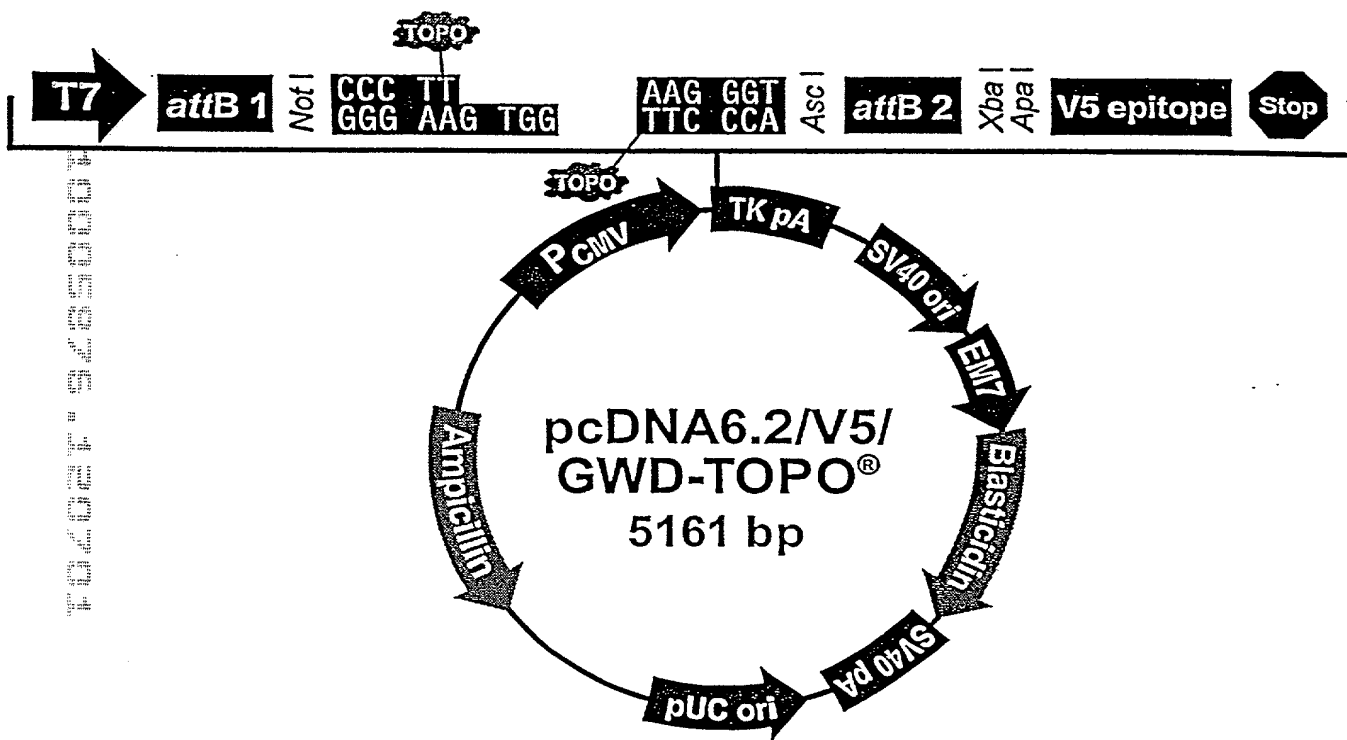 TOPO
T7
attB 1
Not I
CCC TT
GGG AAG TGG
AAG GGT
TTC CCA
Asc I
attB 2
Xba I
Apa I
V5 epitope
Stop
TOPO
PCMV
TK pA
SV40 ori
EM7
Blasticidin
SV40 pA
pUC ori
Ampicillin
pcDNA6.2/V5/
GWD-TOPO®
5161 bp